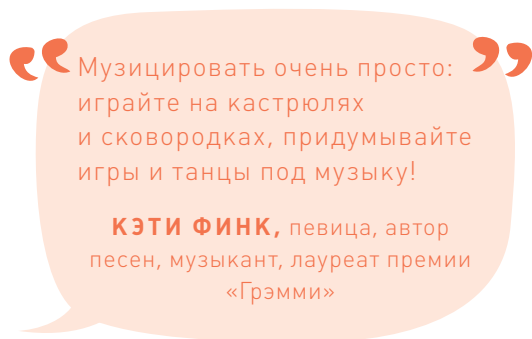 Музицировать очень просто:
играйте на кастрюлях
и сковородках, придумывайте
игры и танцы под музыку!
КЭТИ ФИНК, певица, автор
песен, музыкант, лауреат премии
«Грэмми»